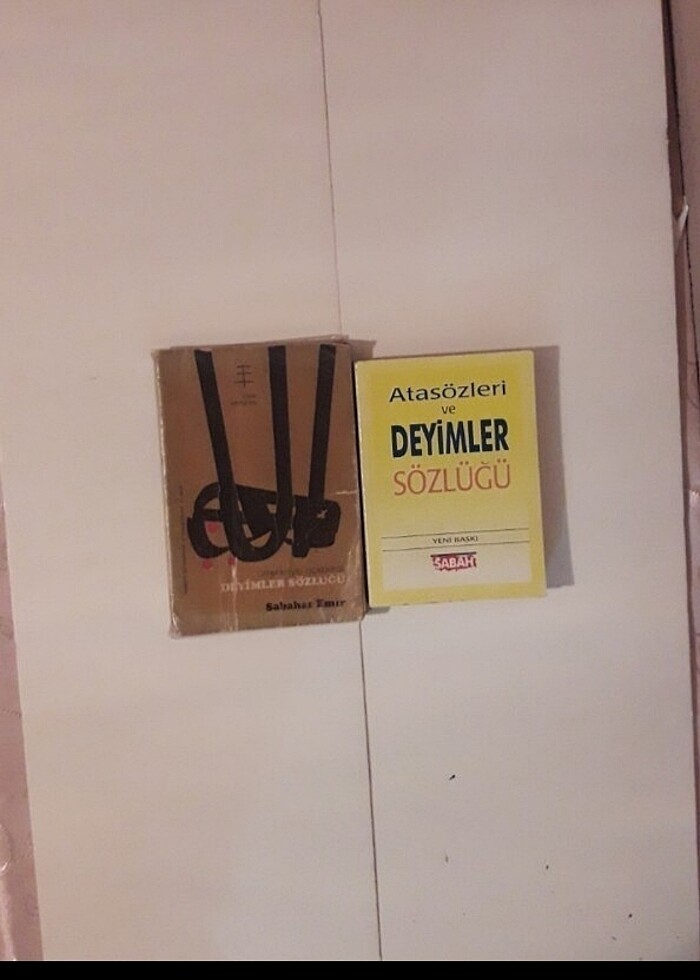 DEYİMLER SÖZLÜĞÜ
Sabahat Emir
Atasözleri
ve
DEYİMLER
SÖZLÜĞÜ
YENİ BASKI
SABAH